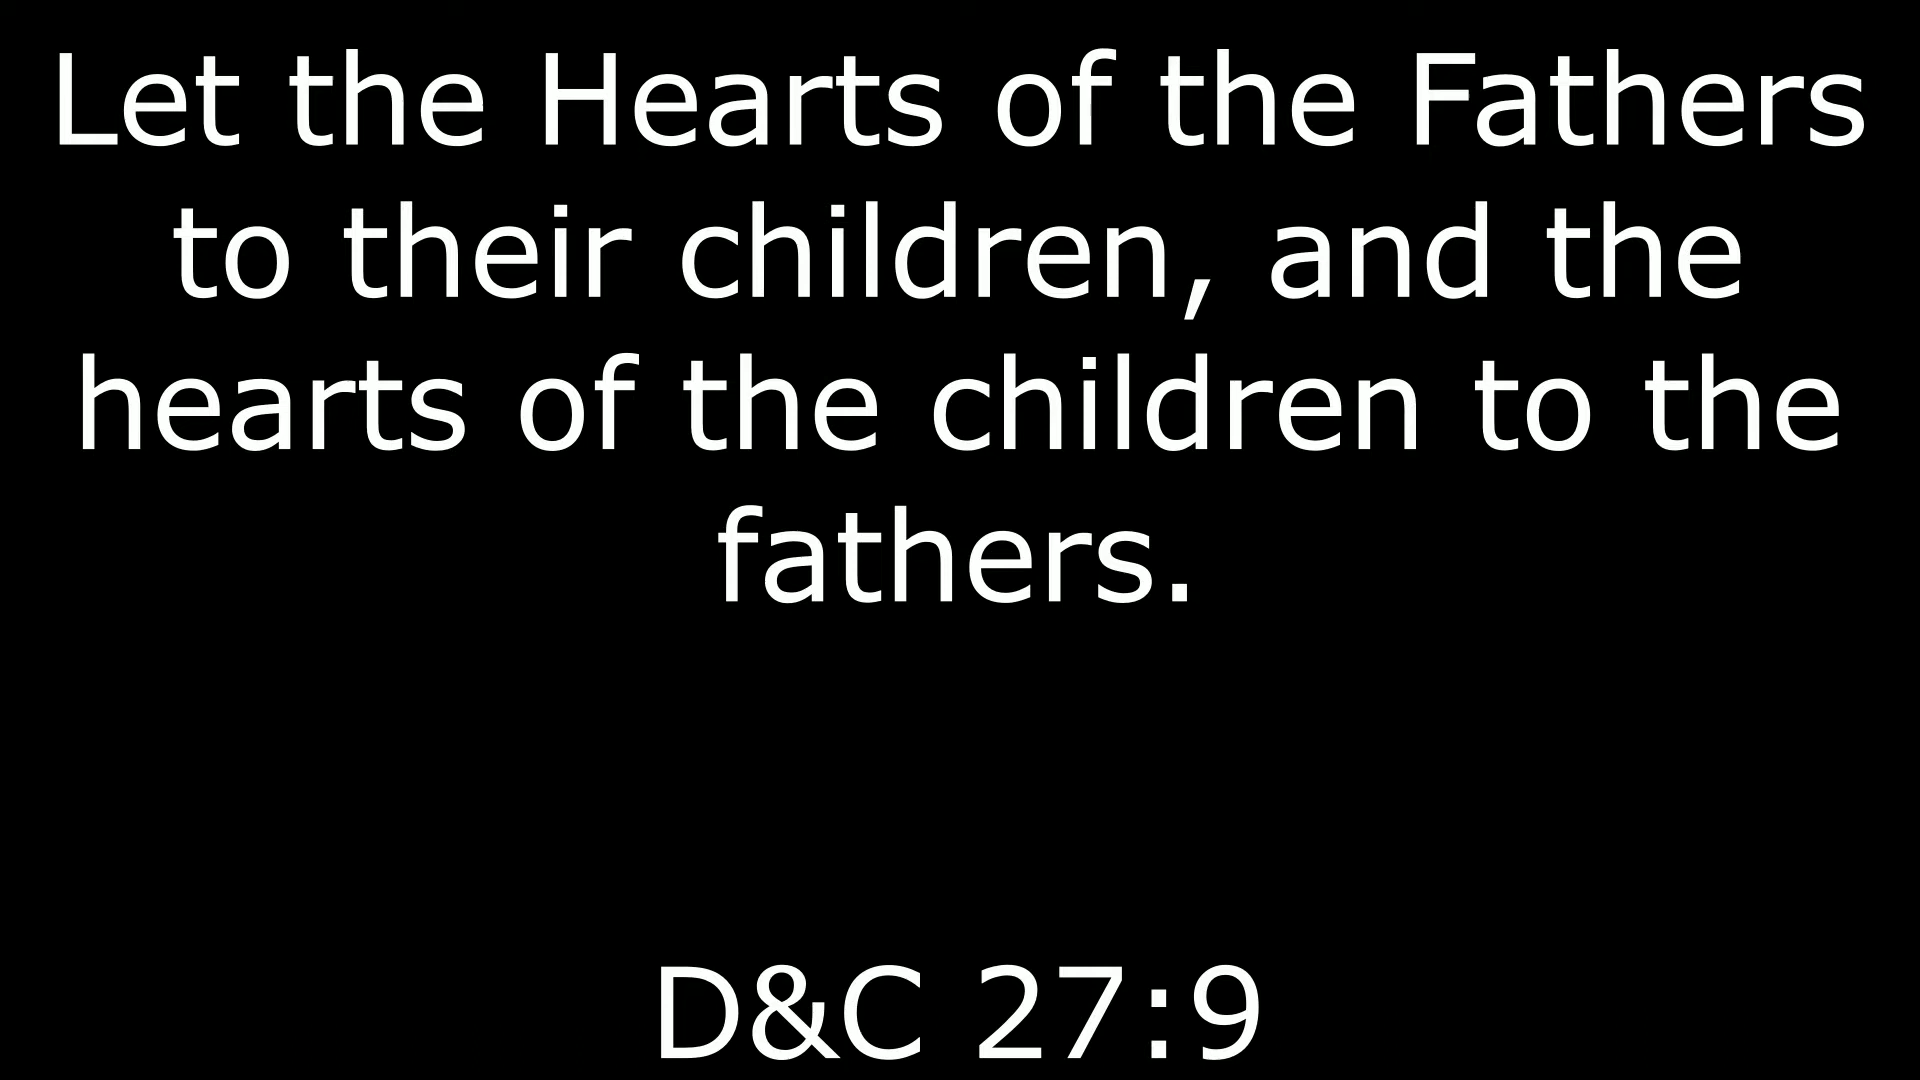 Let the Hearts of the Fathers
to their children, and the
hearts of the children to the
fathers.
D&C 27:9